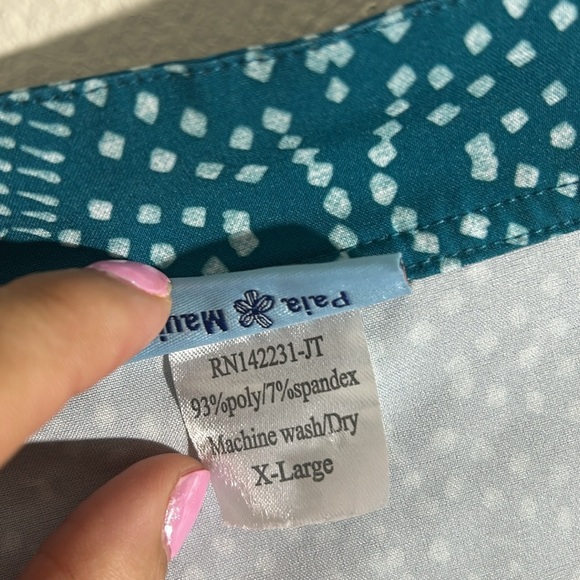 Paia Maui
RN142231-JT
93%poly/7%spandex
Machine wash/Dry
X-Large